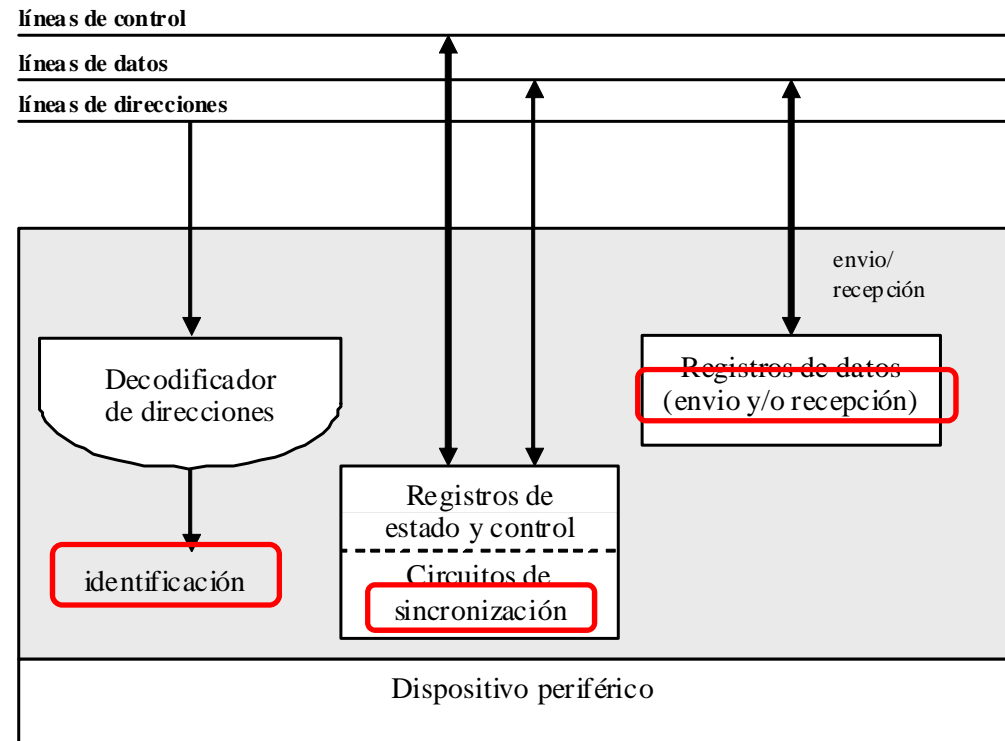 líneas de control
líneas de datos
líneas de direcciones
envio/
recepción
Decodificador
de direcciones
Registros de datos
(envio y/o recepción)
Registros de
estado y control
identificación
Circuitos de
sincronización
Dispositivo periférico